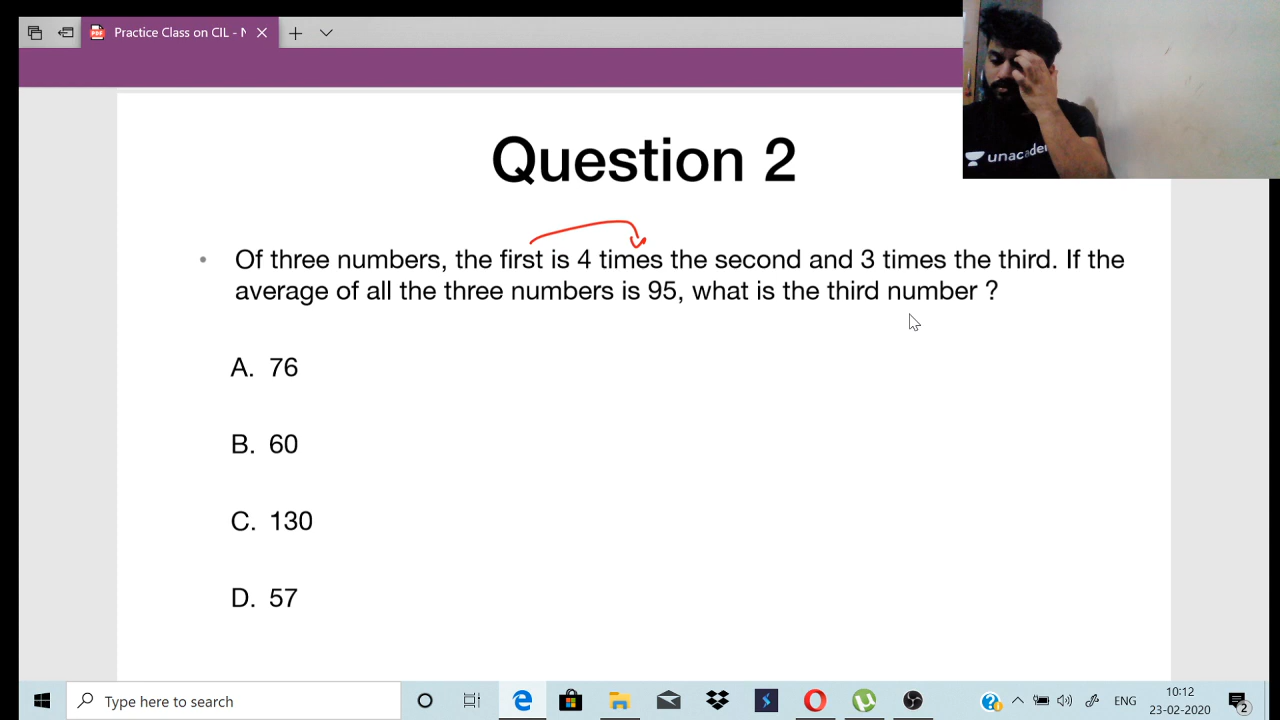 Practice Class on CIL - N
unacade
Question 2
• Of three numbers, the first is 4 times the second and 3 times the third. If the
average of all the three numbers is 95, what is the third number ?
A. 76
B. 60
C. 130
D. 57
Type here to search
ENG
10:12
23-02-2020
2